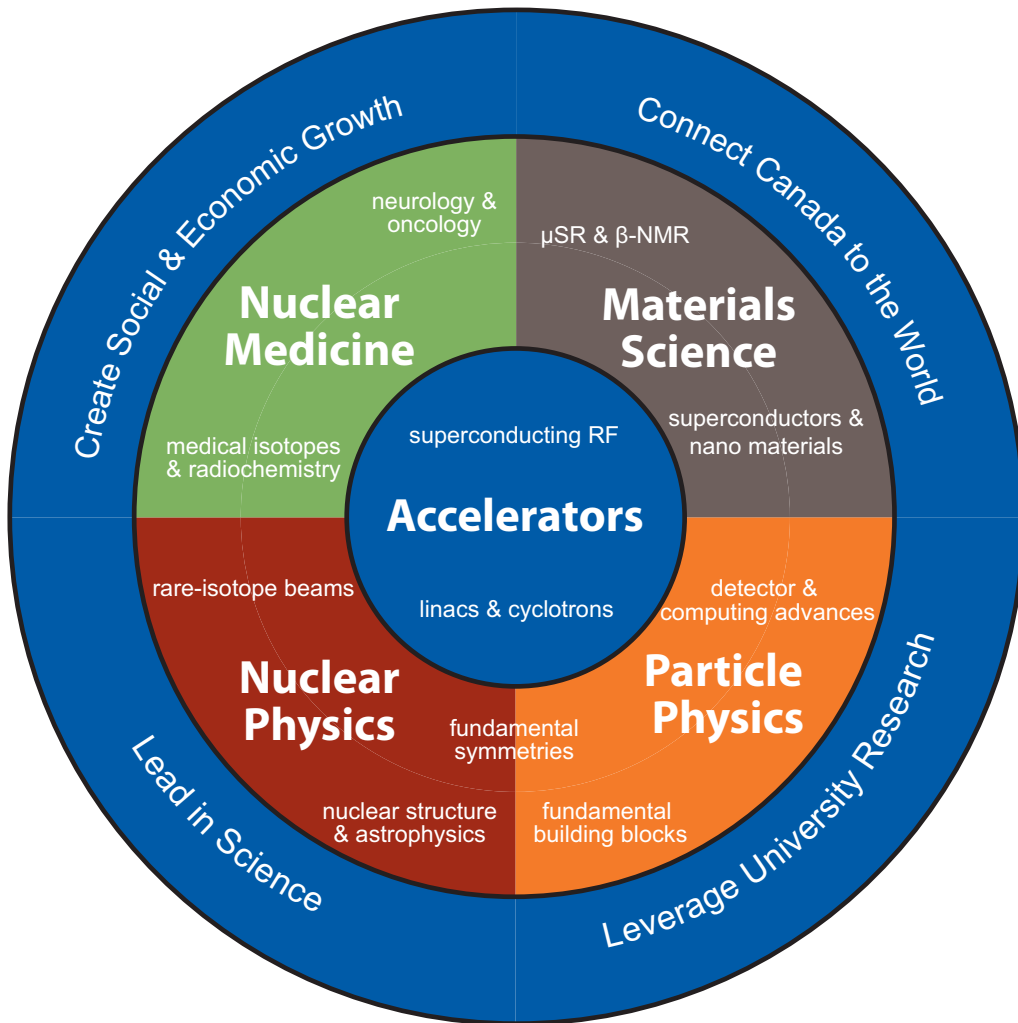 Create Social & Economic Growth
Connect Canada to the World
neurology &
oncology
Nuclear
Medicine
medical isotopes
& radiochemistry
µSR & β-NMR
Materials
Science
superconductors &
nano materials
superconducting RF
Accelerators
linacs & cyclotrons
rare-isotope beams
Nuclear
Physics
fundamental
symmetries
nuclear structure
& astrophysics
detector &
computing advances
Particle
Physics
fundamental
building blocks
Lead in Science
Leverage University Research